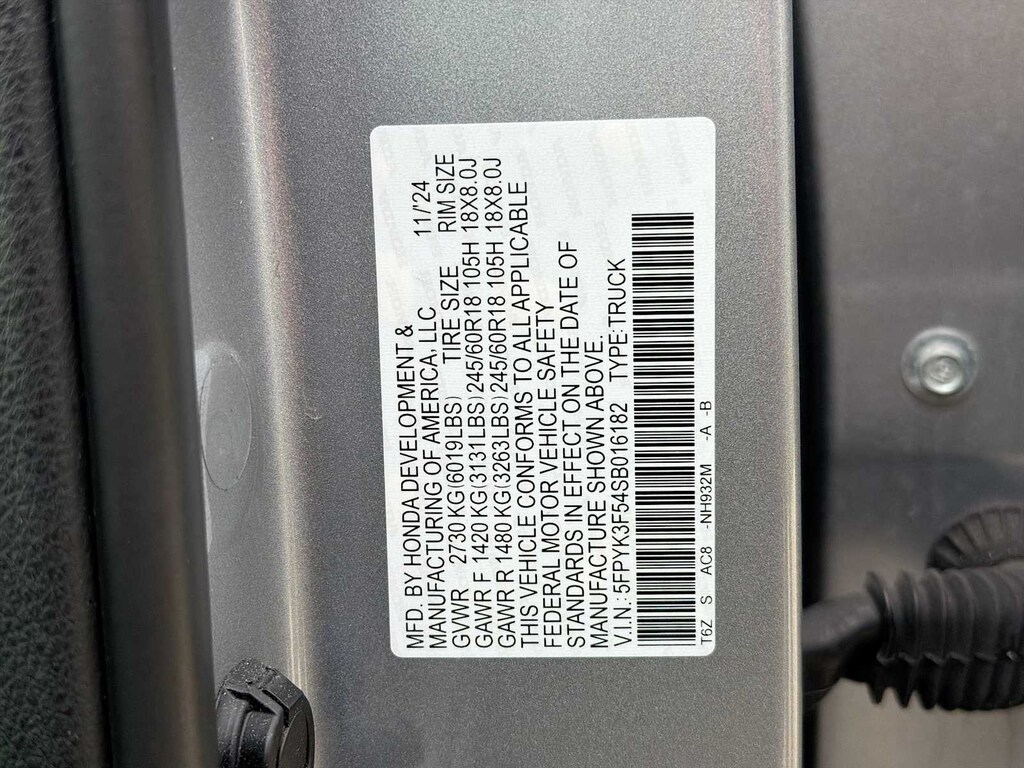 MFD. BY HONDA DEVELOPMENT &
MANUFACTURING OF AMERICA, LLC 11/'24
GVWR 2730 KG(6019LBS) TIRE SIZE RIM SIZE
GAWR F 1420 KG(3131LBS) 245/60R18 105H 18X8.0J
GAWR R 1480 KG(3263LBS) 245/60R18 105H 18X8.0J
THIS VEHICLE CONFORMS TO ALL APPLICABLE
FEDERAL MOTOR VEHICLE SAFETY
STANDARDS IN EFFECT ON THE DATE OF
MANUFACTURE SHOWN ABOVE.
V.I.N.: 5FPYK3F54SB016182 TYPE:TRUCK
T6Z S AC8 -NH932M -A -B